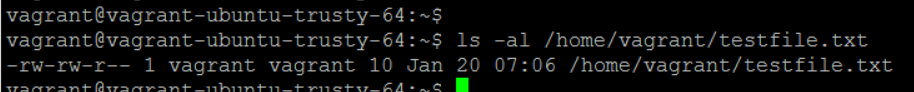 vagrant@vagrant-ubuntu-trusty-64:~$
vagrant@vagrant-ubuntu-trusty-64:~$ ls -al /home/vagrant/testfile.txt
-rw-rw-r-- 1 vagrant vagrant 10 Jan 20 07:06 /home/vagrant/testfile.txt
vagrant@vagrant-ubuntu-trusty-64:~$